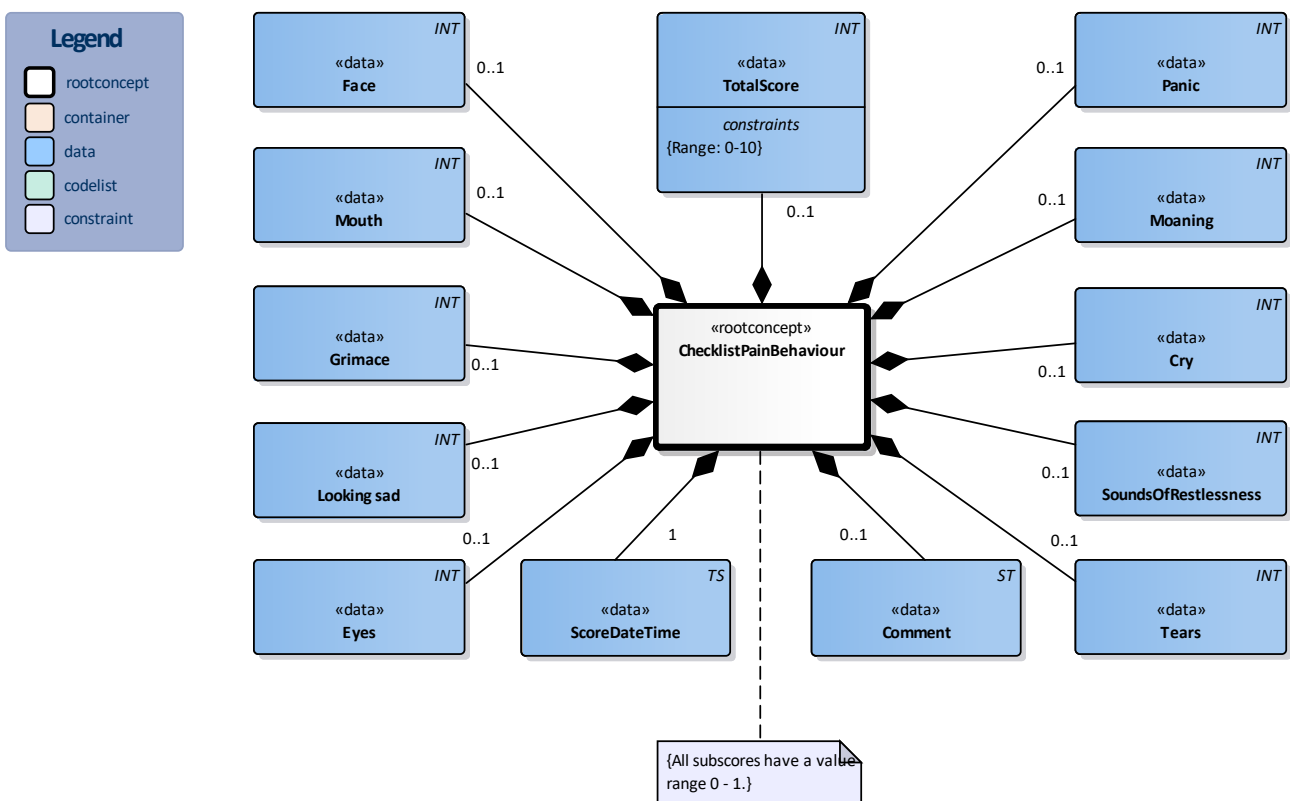 Legend
rootconcept
container
data
codelist
constraint
INT
«data»
Face
0..1
INT
«data»
TotalScore
constraints
{Range: 0-10}
0..1
INT
«data»
Panic
0..1
INT
«data»
Mouth
0..1
INT
«data»
Moaning
0..1
INT
«data»
Grimace
0..1
«rootconcept»
ChecklistPainBehaviour
INT
«data»
Cry
0..1
INT
«data»
Looking sad
0..1
INT
«data»
SoundsOfRestlessness
0..1
INT
«data»
Eyes
0..1
TS
«data»
ScoreDateTime
1
ST
«data»
Comment
0..1
INT
«data»
Tears
0..1
{All subscores have a value
range 0 - 1.}